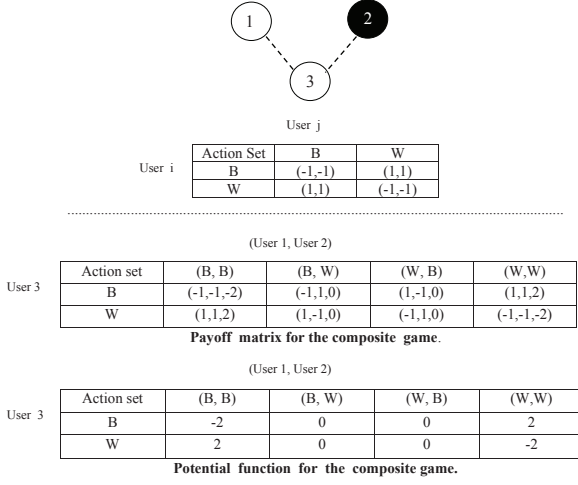 1
2
3
User j
User i
Action Set B W
B (-1,-1) (1,1)
W (1,1) (-1,-1)
(User 1, User 2)
User 3
Action set (B, B) (B, W) (W, B) (W,W)
B (-1,-1,-2) (-1,1,0) (1,-1,0) (1,1,2)
W (1,1,2) (1,-1,0) (-1,1,0) (-1,-1,-2)
Payoff matrix for the composite game.
(User 1, User 2)
User 3
Action set (B, B) (B, W) (W, B) (W,W)
B -2 0 0 2
W 2 0 0 -2
Potential function for the composite game.